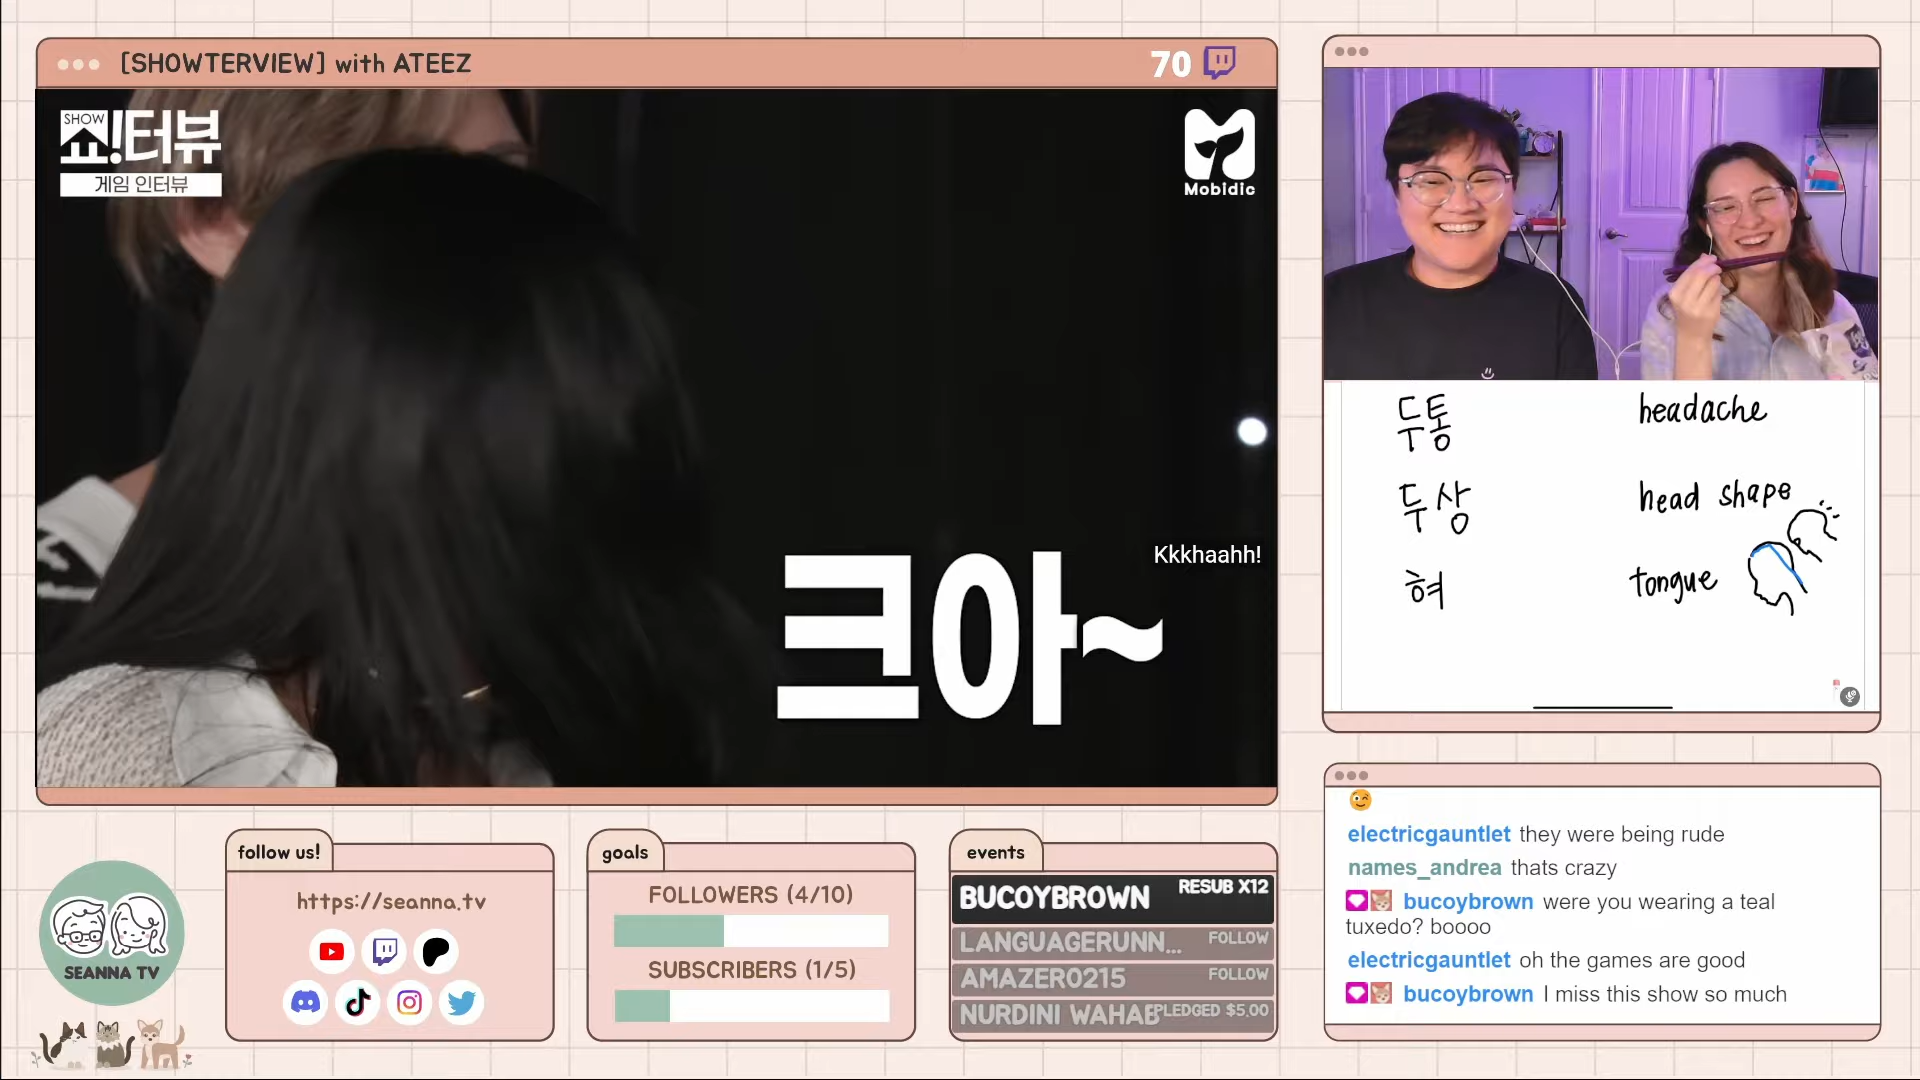 [SHOWTERVIEW] with ATEEZ
70
SHOW
쇼!터뷰
게임 인터뷰
Mobidic
Kkkhaahh!
크아~
두통 headache
두상 head shape
혀 tongue
electricgauntlet they were being rude
names_andrea thats crazy
bucoybrown were you wearing a teal
tuxedo? boooo
electricgauntlet oh the games are good
bucoybrown I miss this show so much
SEANNA TV
follow us!
https://seanna.tv
goals
FOLLOWERS (4/10)
SUBSCRIBERS (1/5)
events
BUCOYBROWN RESUB X12
LANGUAGERUNN... FOLLOW
AMAZER0215 FOLLOW
NURDINI WAHAB PLEDGED $5.00